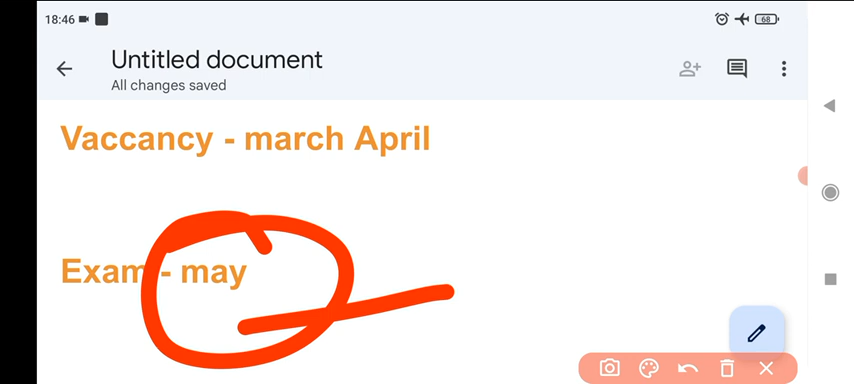 18:46
68
Untitled document
All changes saved
Vaccancy - march April
Exam - may